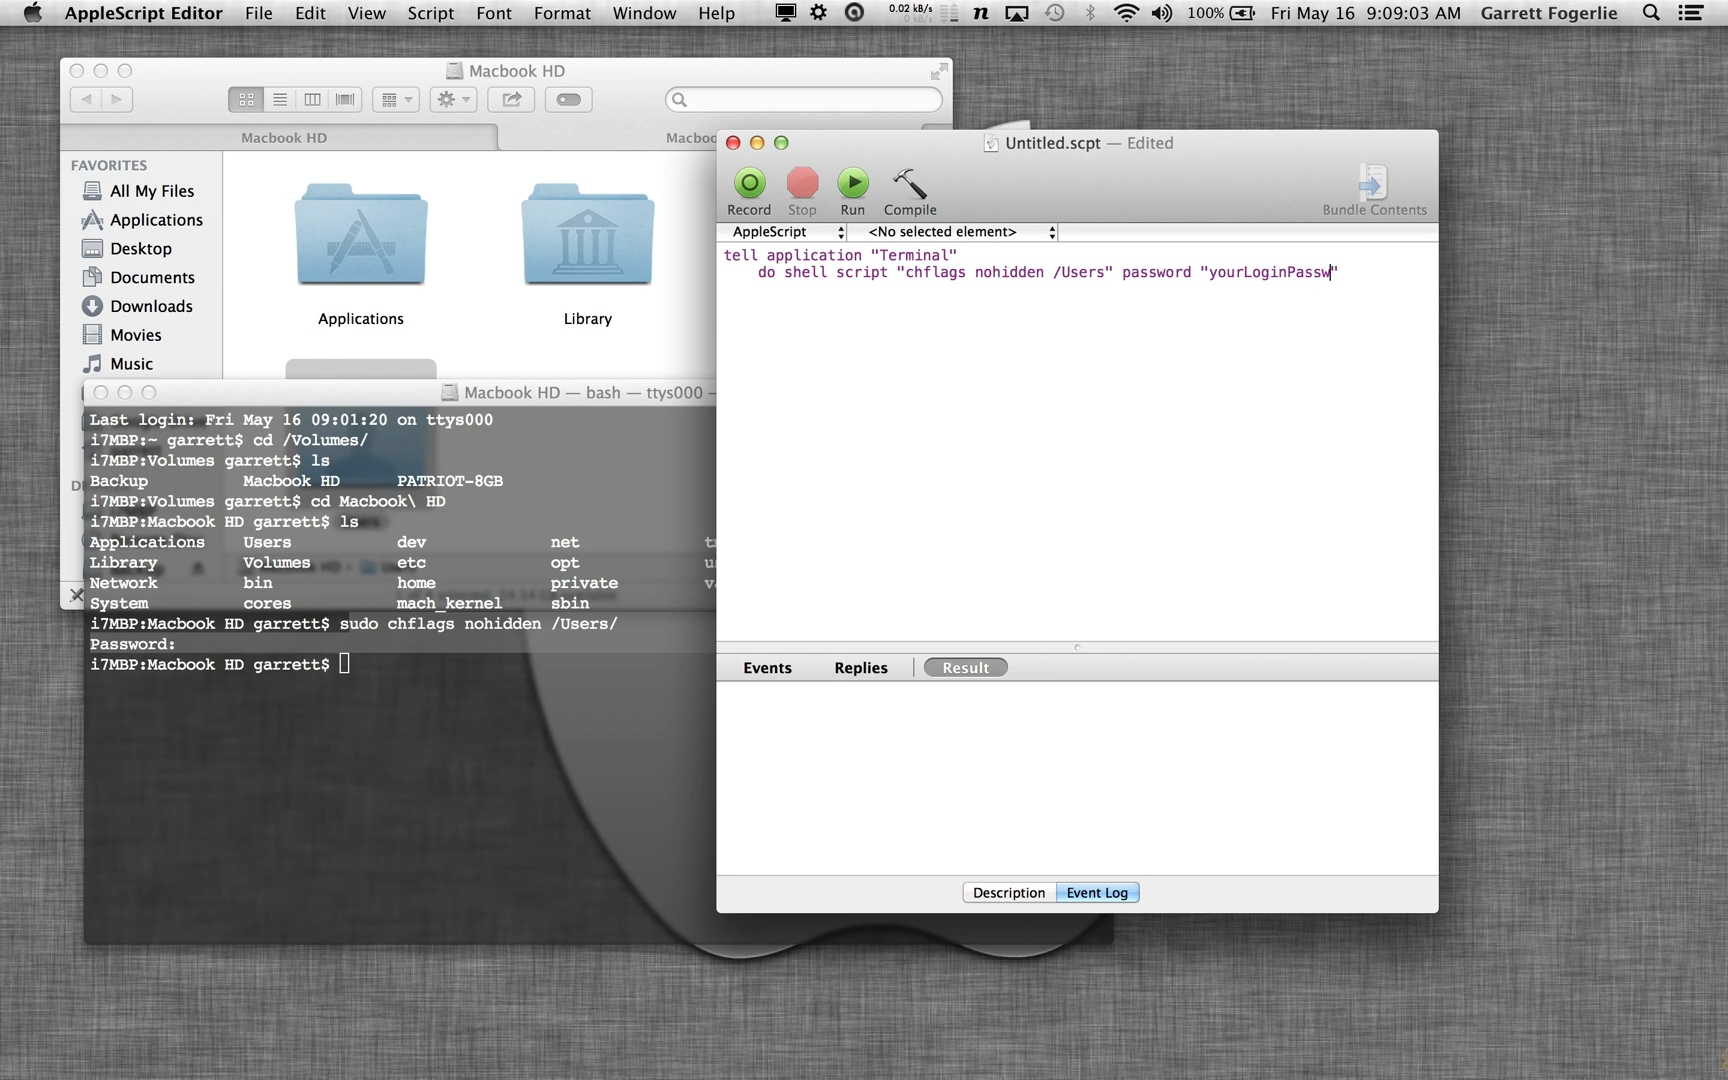 AppleScript Editor File Edit View Script Font Format Window Help 0.02 kB/s 0 kB/s n 100% Fri May 16 9:09:03 AM Garrett Fogerlie
Macbook HD
Macbook HD
FAVORITES
All My Files
Applications
Desktop
Documents
Downloads
Movies
Music
Applications
Library
Untitled.scpt — Edited
Record Stop Run Compile Bundle Contents
AppleScript <No selected element>
tell application "Terminal"
do shell script "chflags nohidden /Users" password "yourLoginPassw"
Events Replies Result
Description Event Log
Macbook HD — bash — ttys000 —
Last login: Fri May 16 09:01:20 on ttys000
i7MBP:~ garrett$ cd /Volumes/
i7MBP:Volumes garrett$ ls
Backup Macbook HD PATRIOT-8GB
i7MBP:Volumes garrett$ cd Macbook\ HD
i7MBP:Macbook HD garrett$ ls
Applications Users dev net
Library Volumes etc opt
Network bin home private
System cores mach_kernel sbin
i7MBP:Macbook HD garrett$ sudo chflags nohidden /Users/
Password:
i7MBP:Macbook HD garrett$